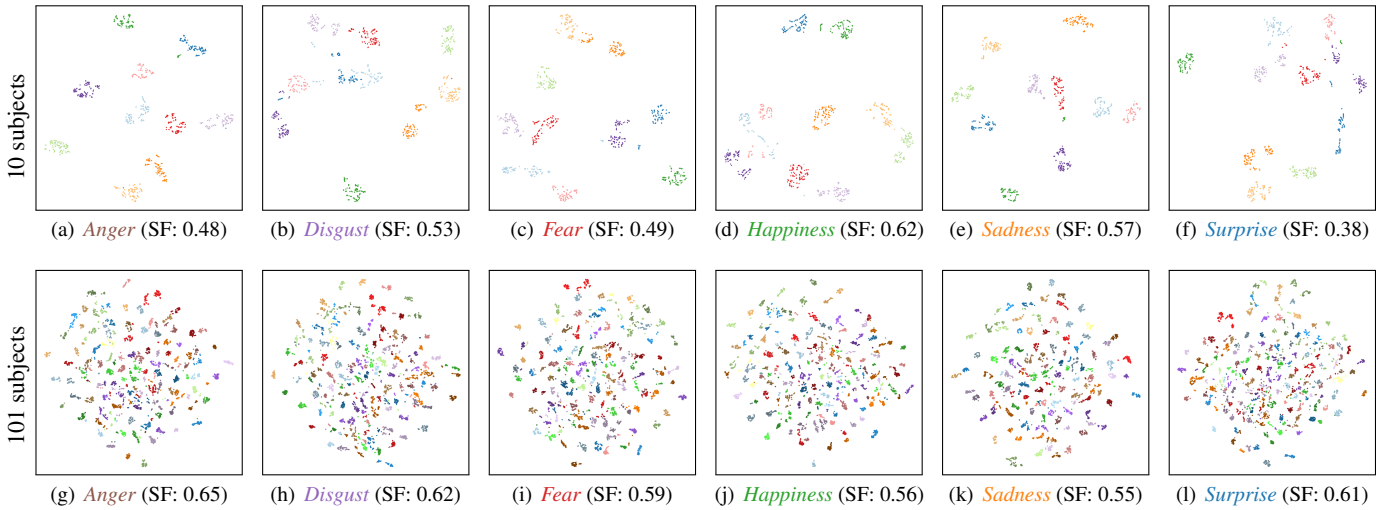 10 subjects
(a) Anger (SF: 0.48)
(b) Disgust (SF: 0.53)
(c) Fear (SF: 0.49)
(d) Happiness (SF: 0.62)
(e) Sadness (SF: 0.57)
(f) Surprise (SF: 0.38)
101 subjects
(g) Anger (SF: 0.65)
(h) Disgust (SF: 0.62)
(i) Fear (SF: 0.59)
(j) Happiness (SF: 0.56)
(k) Sadness (SF: 0.55)
(l) Surprise (SF: 0.61)